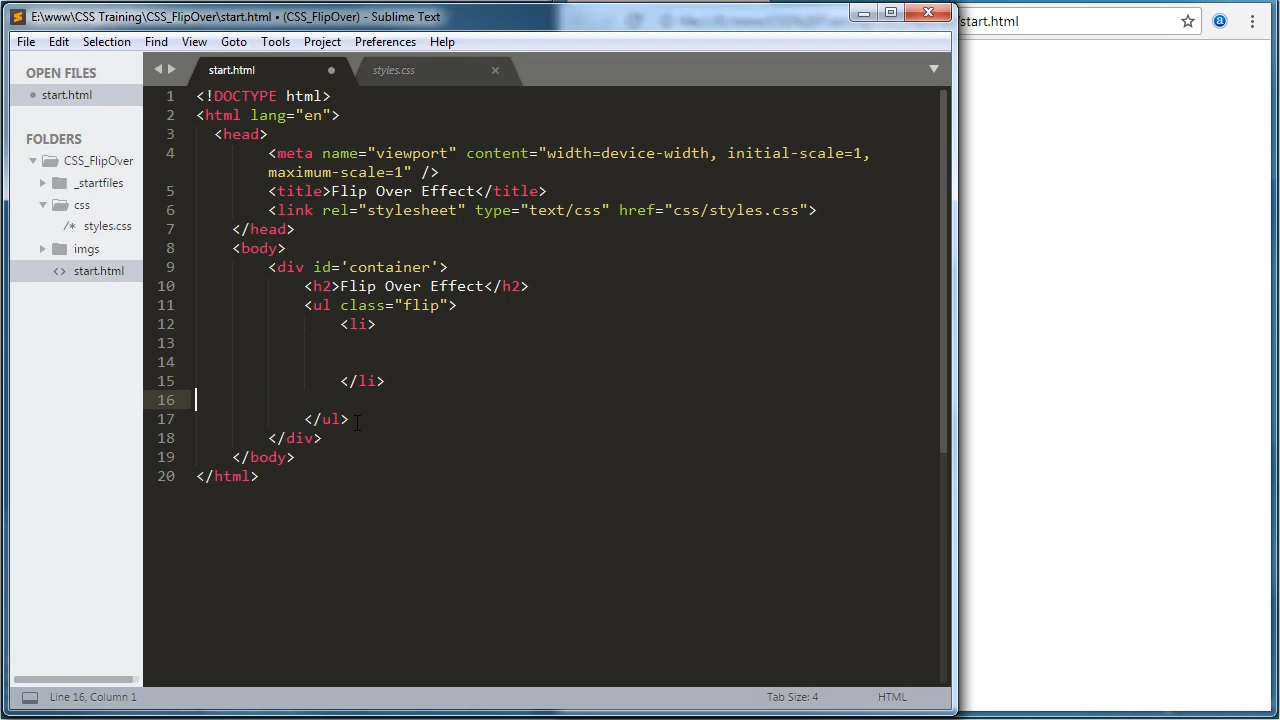 E:\www\CSS Training\CSS_FlipOver\start.html • (CSS_FlipOver) - Sublime Text
/start.html
File Edit Selection Find View Goto Tools Project Preferences Help
OPEN FILES
start.html
FOLDERS
CSS_FlipOver
_startfiles
css
/* styles.css
imgs
<> start.html
start.html
styles.css
1 <!DOCTYPE html>
2 <html lang="en">
3 <head>
4 <meta name="viewport" content="width=device-width, initial-scale=1,
maximum-scale=1" />
5 <title>Flip Over Effect</title>
6 <link rel="stylesheet" type="text/css" href="css/styles.css">
7 </head>
8 <body>
9 <div id='container'>
10 <h2>Flip Over Effect</h2>
11 <ul class="flip">
12 <li>
13
14
15 </li>
16
17 </ul>
18 </div>
19 </body>
20 </html>
Line 16, Column 1
Tab Size: 4
HTML